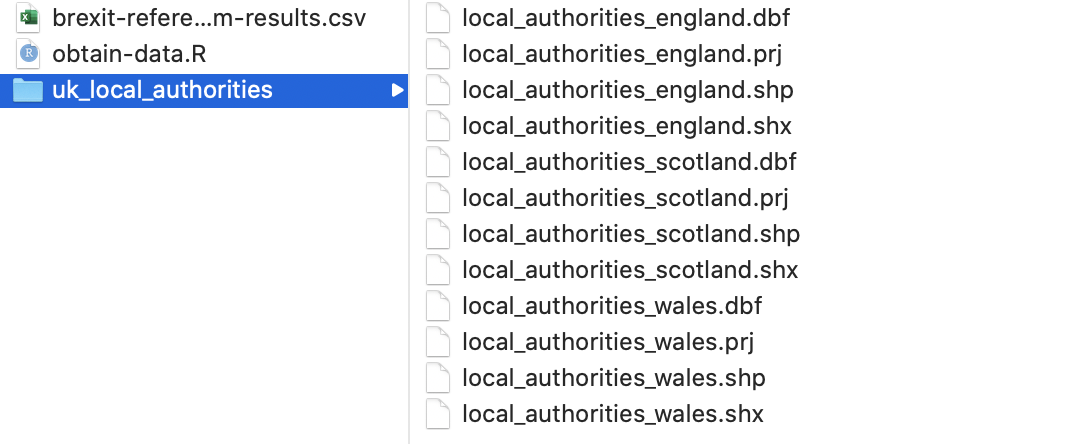 brexit-refere...m-results.csv
obtain-data.R
uk_local_authorities
local_authorities_england.dbf
local_authorities_england.prj
local_authorities_england.shp
local_authorities_england.shx
local_authorities_scotland.dbf
local_authorities_scotland.prj
local_authorities_scotland.shp
local_authorities_scotland.shx
local_authorities_wales.dbf
local_authorities_wales.prj
local_authorities_wales.shp
local_authorities_wales.shx